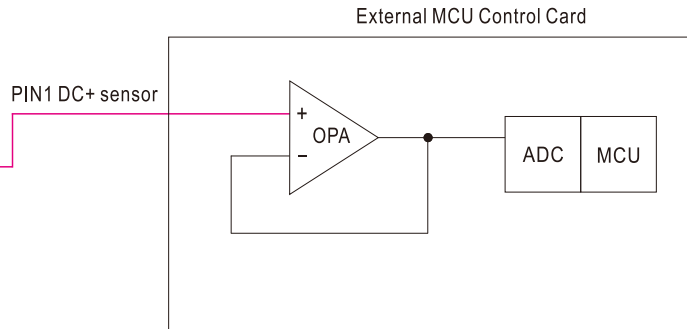 External MCU Control Card
PIN1 DC+ sensor
+
OPA
−
ADC
MCU